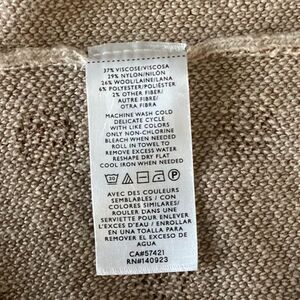 37% VISCOSE/VISCOSA
29% NYLON/NILON
26% WOOL/LAINE/LANA
6% POLYESTER/POLIÉSTER
2% OTHER FIBER/
AUTRE FIBRE/
OTRA FIBRA
MACHINE WASH COLD
DELICATE CYCLE
WITH LIKE COLORS
ONLY NON-CHLORINE
BLEACH WHEN NEEDED
ROLL IN TOWEL TO
REMOVE EXCESS WATER
RESHAPE DRY FLAT
COOL IRON WHEN NEEDED
30 P
AVEC DES COULEURS
SEMBLABLES / CON
COLORES SIMILARES/
ROULER DANS UNE
SERVIETTE POUR ENLEVER
L'EXCES D'EAU / ENROLLAR
EN UNA TOALLA PARA
REMOVER EL EXCESO DE
AGUA
CA#57421
RN#140923